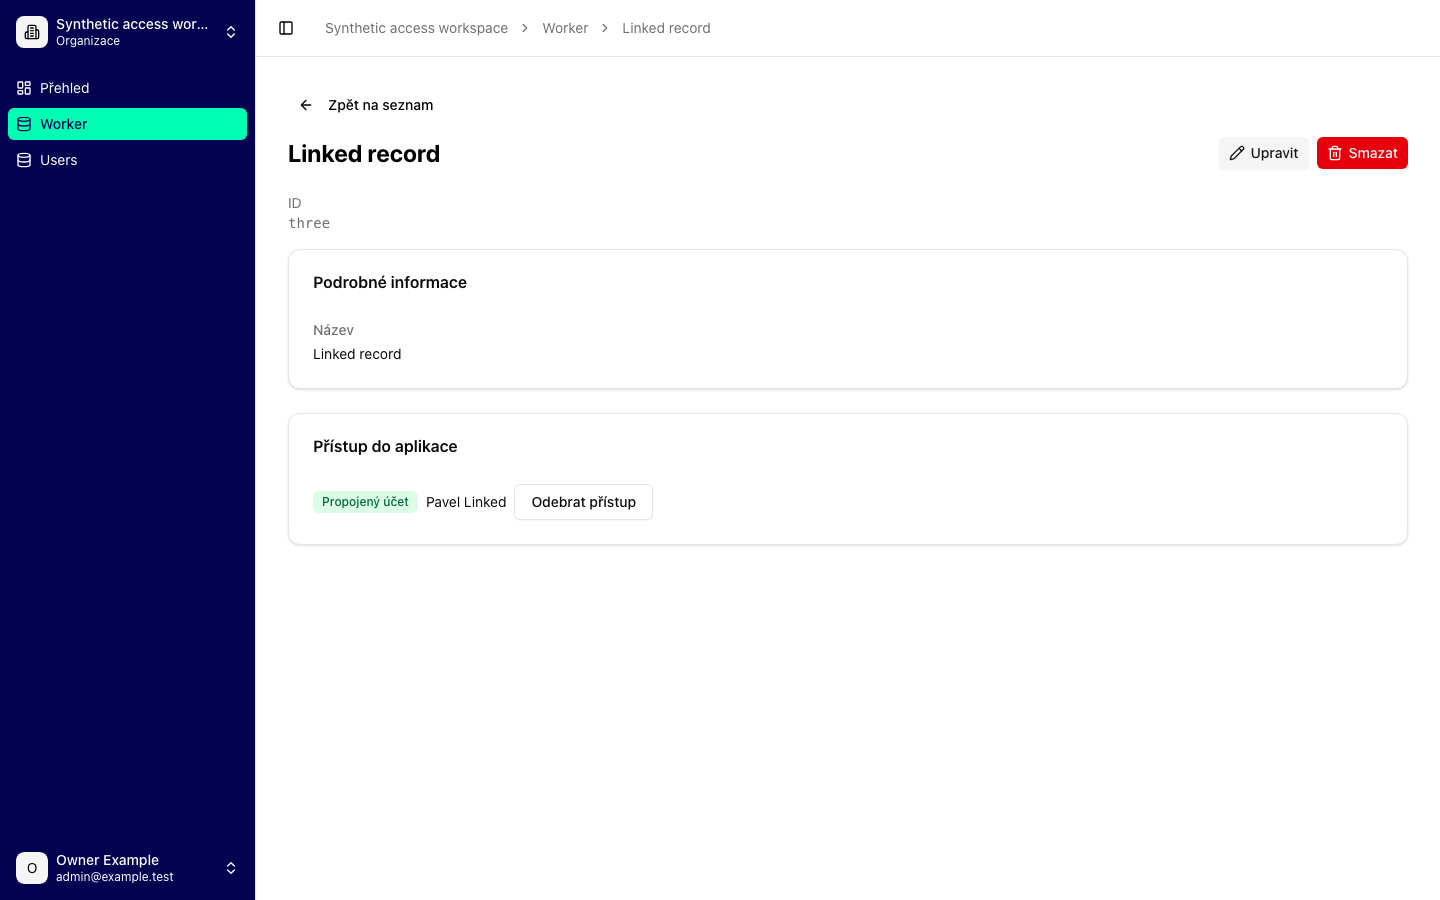 Synthetic access wor...
Organizace
Přehled
Worker
Users
Owner Example
admin@example.test
O
Synthetic access workspace > Worker > Linked record
Zpět na seznam
Linked record
Upravit
Smazat
ID
three
Podrobné informace
Název
Linked record
Přístup do aplikace
Propojený účet Pavel Linked Odebrat přístup